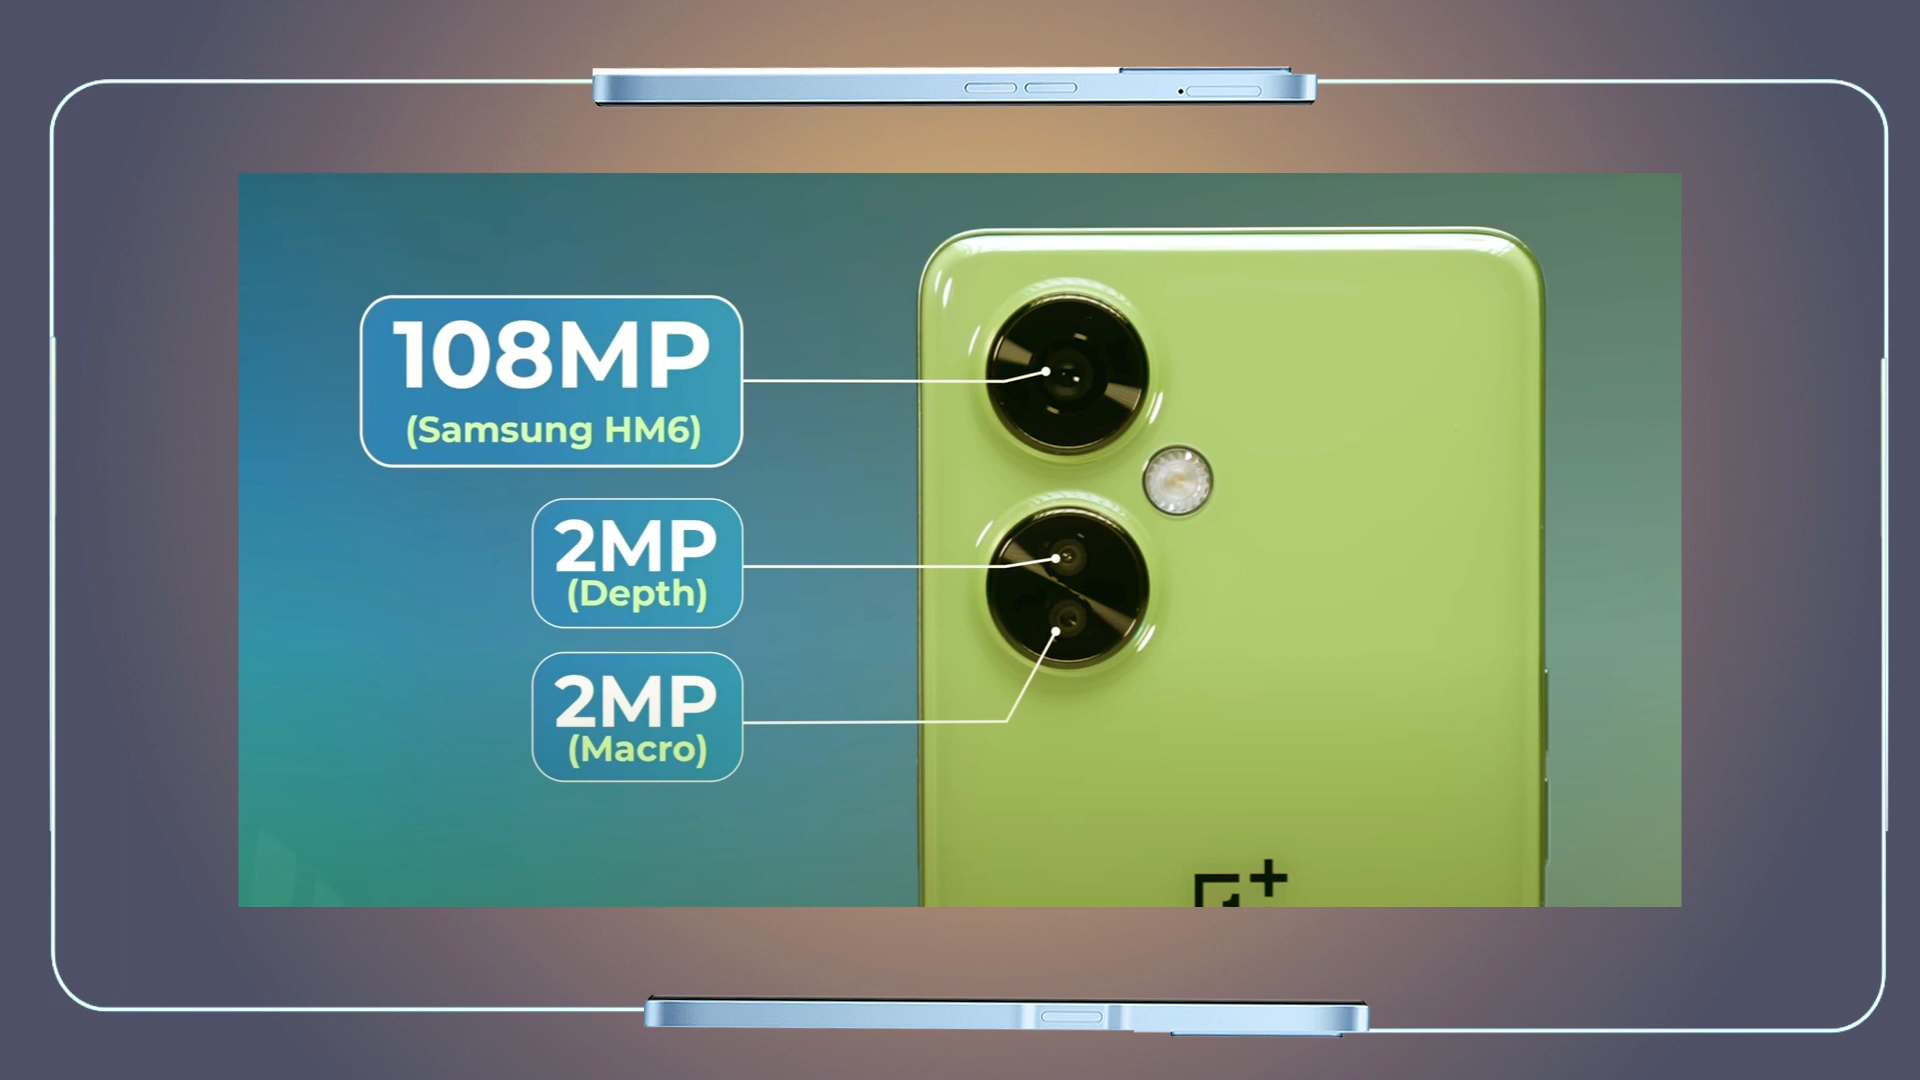 108MP
(Samsung HM6)
2MP
(Depth)
2MP
(Macro)